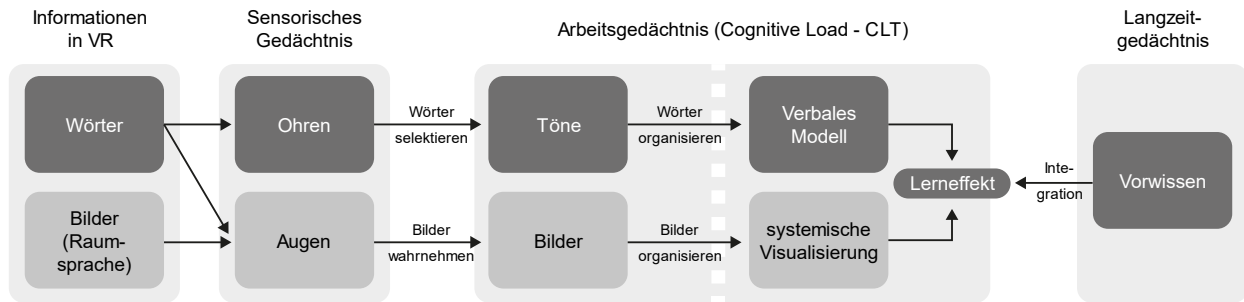 Informationen
in VR
Sensorisches
Gedächtnis
Arbeitsgedächtnis (Cognitive Load - CLT)
Langzeit-
gedächtnis
Wörter
Ohren
Wörter
selektieren
Töne
Wörter
organisieren
Verbales
Modell
Lerneffekt
Inte-
gration
Vorwissen
Bilder
(Raum-
sprache)
Augen
Bilder
wahrnehmen
Bilder
Bilder
organisieren
systemische
Visualisierung